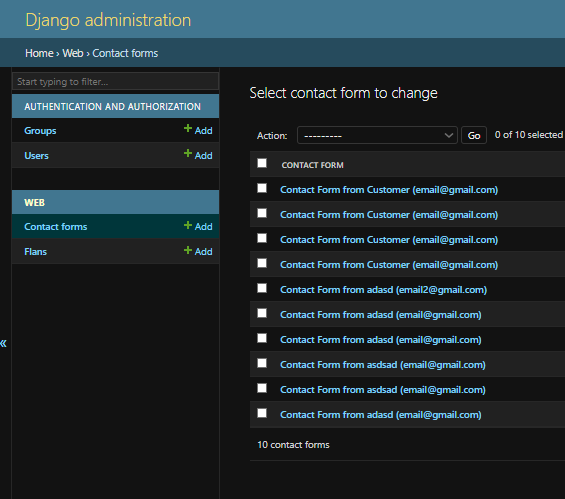 Django administration
Home › Web › Contact forms
Start typing to filter...
AUTHENTICATION AND AUTHORIZATION
Groups + Add
Users + Add
WEB
Contact forms + Add
Flans + Add
«
Select contact form to change
Action: --------- Go 0 of 10 selected
CONTACT FORM
Contact Form from Customer (email@gmail.com)
Contact Form from Customer (email@gmail.com)
Contact Form from Customer (email@gmail.com)
Contact Form from Customer (email@gmail.com)
Contact Form from adasd (email2@gmail.com)
Contact Form from adasd (email@gmail.com)
Contact Form from adasd (email@gmail.com)
Contact Form from asdsad (email@gmail.com)
Contact Form from asdsad (email@gmail.com)
Contact Form from adasd (email@gmail.com)
10 contact forms